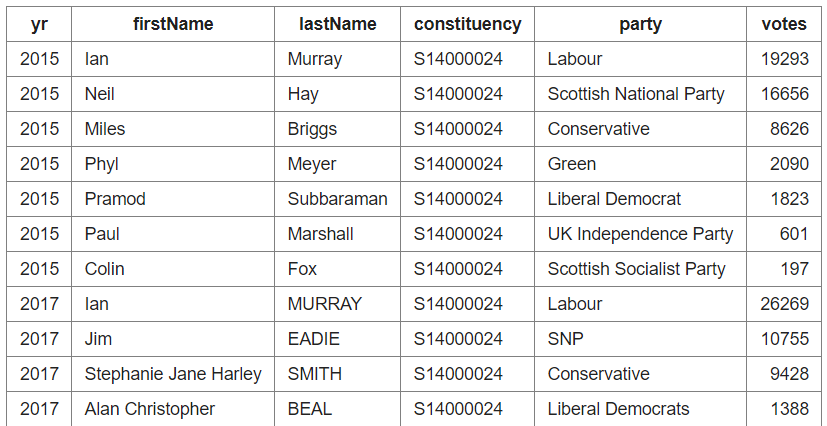 yr firstName lastName constituency party votes
2015 Ian Murray S14000024 Labour 19293
2015 Neil Hay S14000024 Scottish National Party 16656
2015 Miles Briggs S14000024 Conservative 8626
2015 Phyl Meyer S14000024 Green 2090
2015 Pramod Subbaraman S14000024 Liberal Democrat 1823
2015 Paul Marshall S14000024 UK Independence Party 601
2015 Colin Fox S14000024 Scottish Socialist Party 197
2017 Ian MURRAY S14000024 Labour 26269
2017 Jim EADIE S14000024 SNP 10755
2017 Stephanie Jane Harley SMITH S14000024 Conservative 9428
2017 Alan Christopher BEAL S14000024 Liberal Democrats 1388